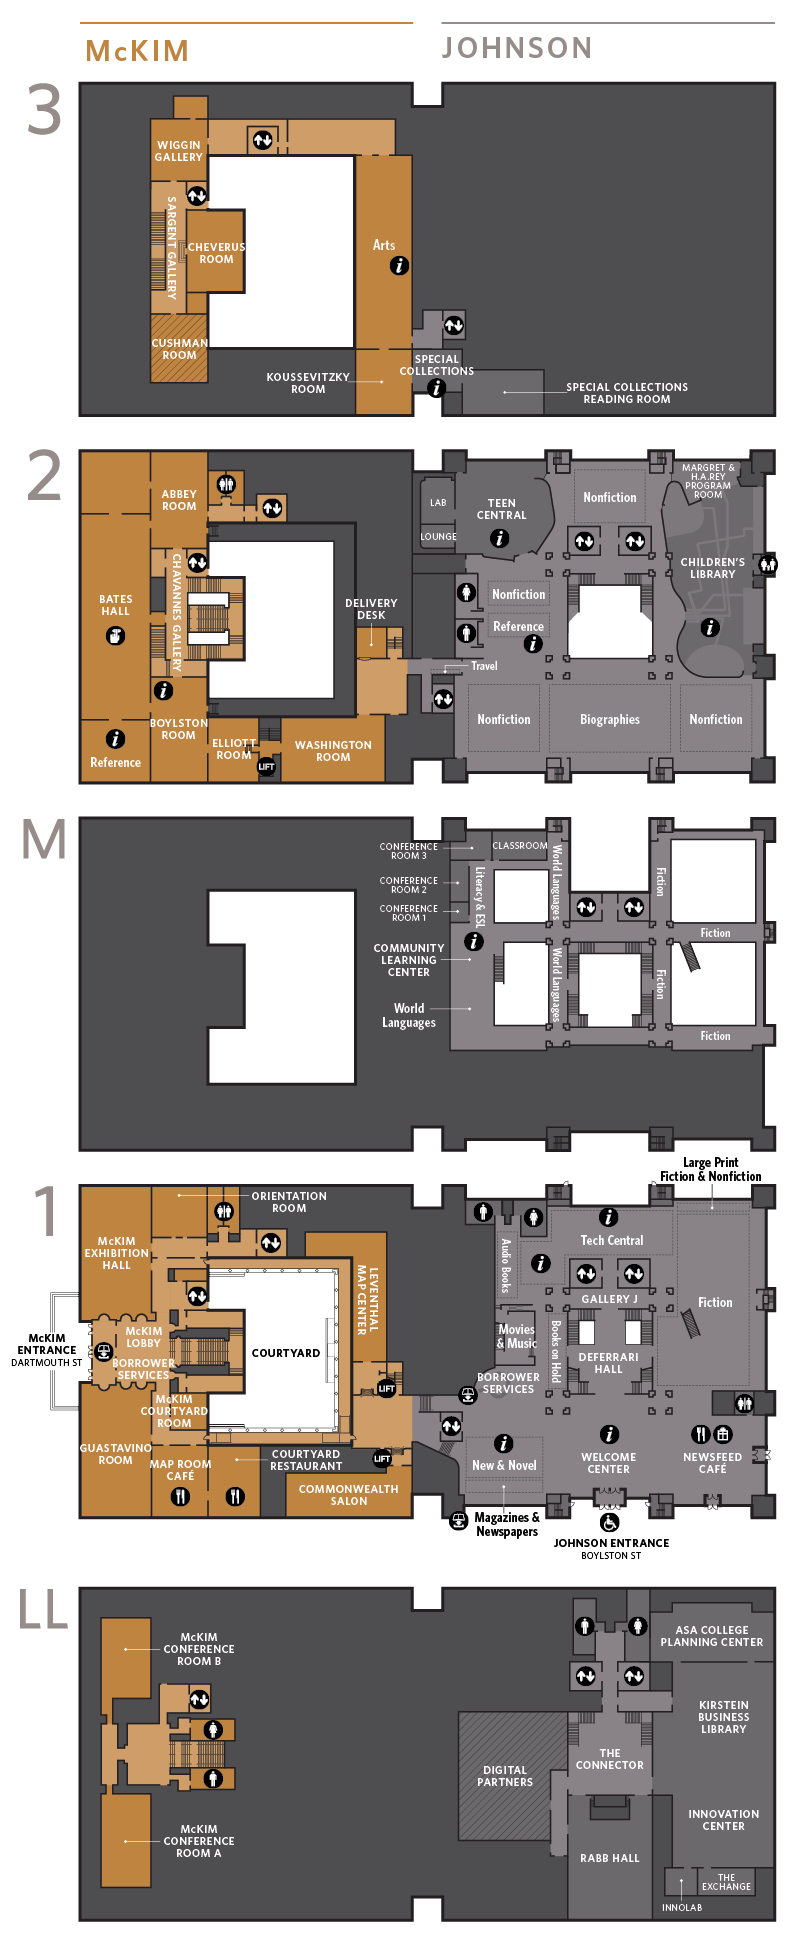 McKIM
JOHNSON
3
WIGGIN
GALLERY
SARGENT GALLERY
CHEVERUS
ROOM
Arts
CUSHMAN
ROOM
KOUSSEVITZKY
ROOM
SPECIAL
COLLECTIONS
SPECIAL COLLECTIONS
READING ROOM
2
ABBEY
ROOM
BATES
HALL
CHAVANNES GALLERY
DELIVERY
DESK
BOYLSTON
ROOM
Reference
ELLIOTT
ROOM
LIFT
WASHINGTON
ROOM
LAB
LOUNGE
TEEN
CENTRAL
Nonfiction
MARGRET &
H.A.REY
PROGRAM
ROOM
CHILDREN'S
LIBRARY
Nonfiction
Reference
Travel
Nonfiction
Biographies
Nonfiction
M
CONFERENCE
ROOM 3
CLASSROOM
CONFERENCE
ROOM 2
CONFERENCE
ROOM 1
Literacy & ESL
World Languages
Fiction
Fiction
COMMUNITY
LEARNING
CENTER
World
Languages
World Languages
Fiction
Fiction
1
Large Print
Fiction & Nonfiction
ORIENTATION
ROOM
McKIM
EXHIBITION
HALL
LEVENTHAL
MAP CENTER
McKIM
ENTRANCE
DARTMOUTH ST
McKIM
LOBBY
BORROWER
SERVICES
COURTYARD
McKIM
COURTYARD
ROOM
LIFT
GUASTAVINO
ROOM
MAP ROOM
CAFÉ
COURTYARD
RESTAURANT
LIFT
COMMONWEALTH
SALON
Audio Books
Tech Central
GALLERY J
Fiction
Movies
& Music
Books on Hold
DEFERRARI
HALL
BORROWER
SERVICES
New & Novel
WELCOME
CENTER
NEWSFEED
CAFÉ
Magazines &
Newspapers
JOHNSON ENTRANCE
BOYLSTON ST
LL
McKIM
CONFERENCE
ROOM B
McKIM
CONFERENCE
ROOM A
ASA COLLEGE
PLANNING CENTER
KIRSTEIN
BUSINESS
LIBRARY
THE
CONNECTOR
DIGITAL
PARTNERS
INNOVATION
CENTER
RABB HALL
THE
EXCHANGE
INNOLAB